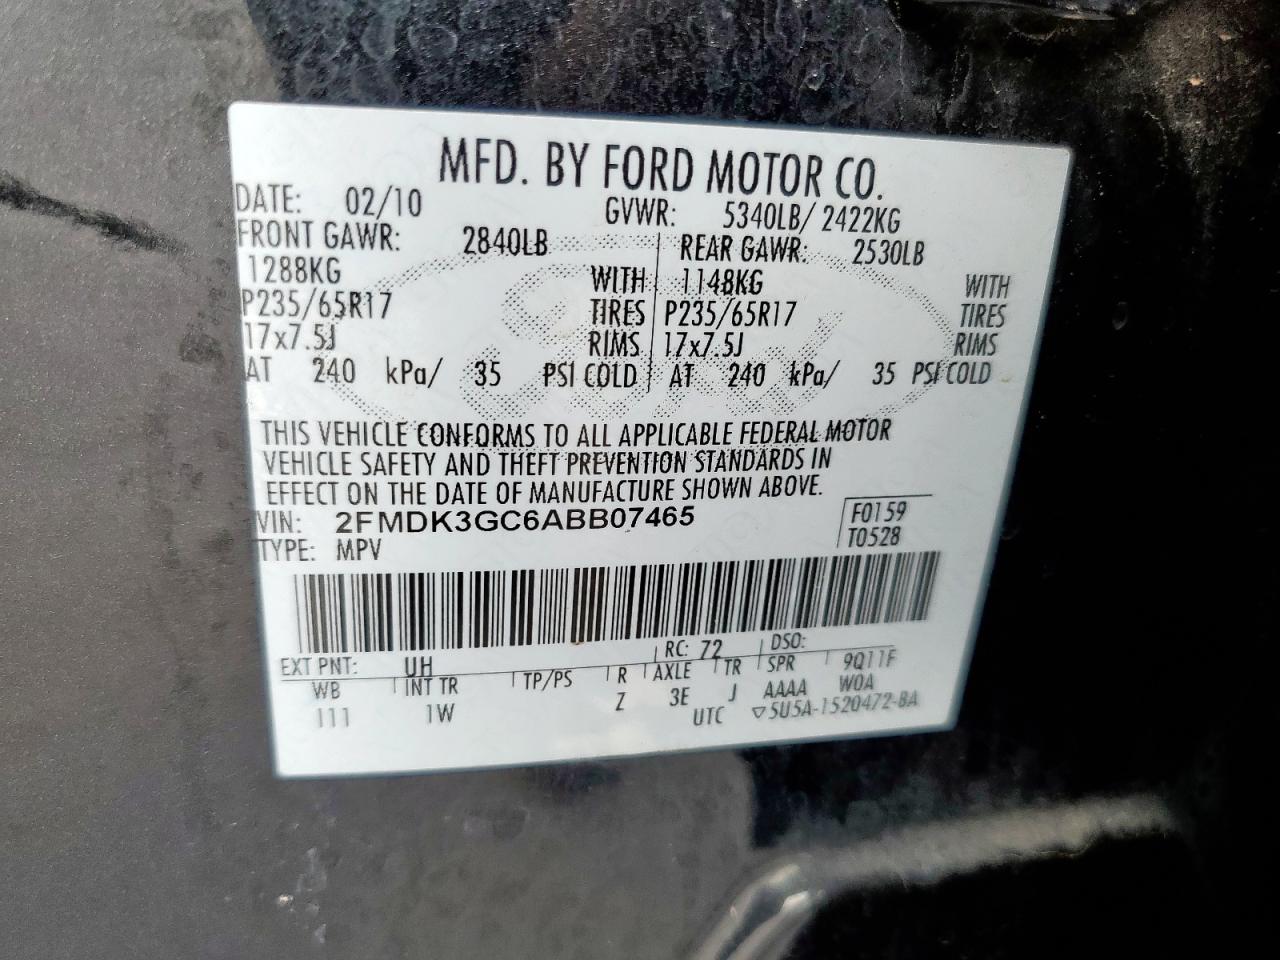 MFD. BY FORD MOTOR CO.
DATE: 02/10 GVWR: 5340LB/ 2422KG
FRONT GAWR: 2840LB REAR GAWR: 2530LB
1288KG WITH 1148KG WITH
P235/65R17 TIRES P235/65R17 TIRES
17x7.5J RIMS 17x7.5J RIMS
AT 240 kPa/ 35 PSI COLD AT 240 kPa/ 35 PSI COLD
THIS VEHICLE CONFORMS TO ALL APPLICABLE FEDERAL MOTOR
VEHICLE SAFETY AND THEFT PREVENTION STANDARDS IN
EFFECT ON THE DATE OF MANUFACTURE SHOWN ABOVE.
VIN: 2FMDK3GC6ABB07465 F0159
TYPE: MPV T0528
EXT PNT: UH RC: 72 DSO:
WB INT TR TP/PS R AXLE TR SPR 9Q11F
111 1W Z 3E J AAAA W0A
UTC ▽5U5A-1520472-BA